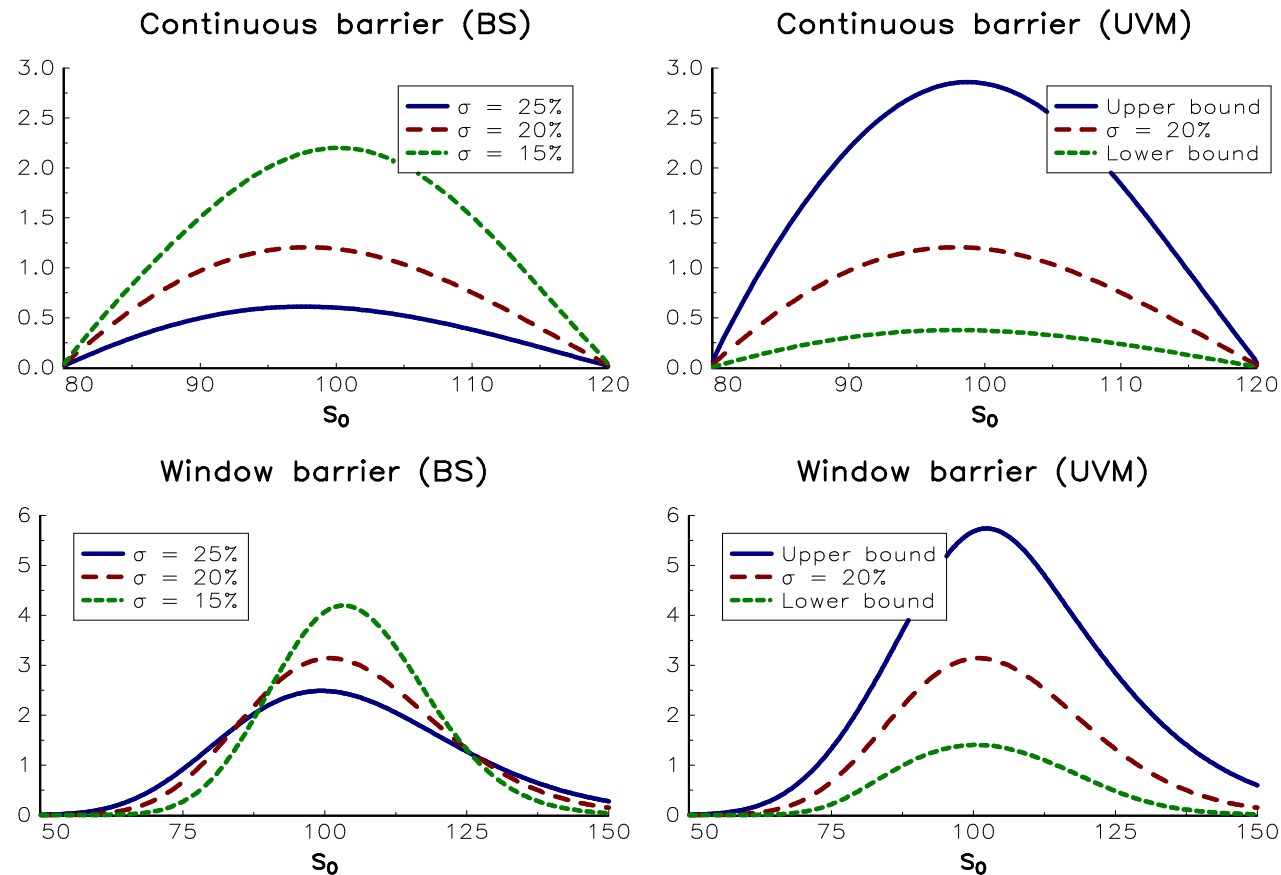 Continuous barrier (BS)
3.0
2.5
2.0
1.5
1.0
0.5
0.0
σ = 25%
σ = 20%
σ = 15%
80 90 100 110 120
S₀
Continuous barrier (UVM)
3.0
2.5
2.0
1.5
1.0
0.5
0.0
Upper bound
σ = 20%
Lower bound
80 90 100 110 120
S₀
Window barrier (BS)
6
5
4
3
2
1
0
σ = 25%
σ = 20%
σ = 15%
50 75 100 125 150
S₀
Window barrier (UVM)
6
5
4
3
2
1
0
Upper bound
σ = 20%
Lower bound
50 75 100 125 150
S₀